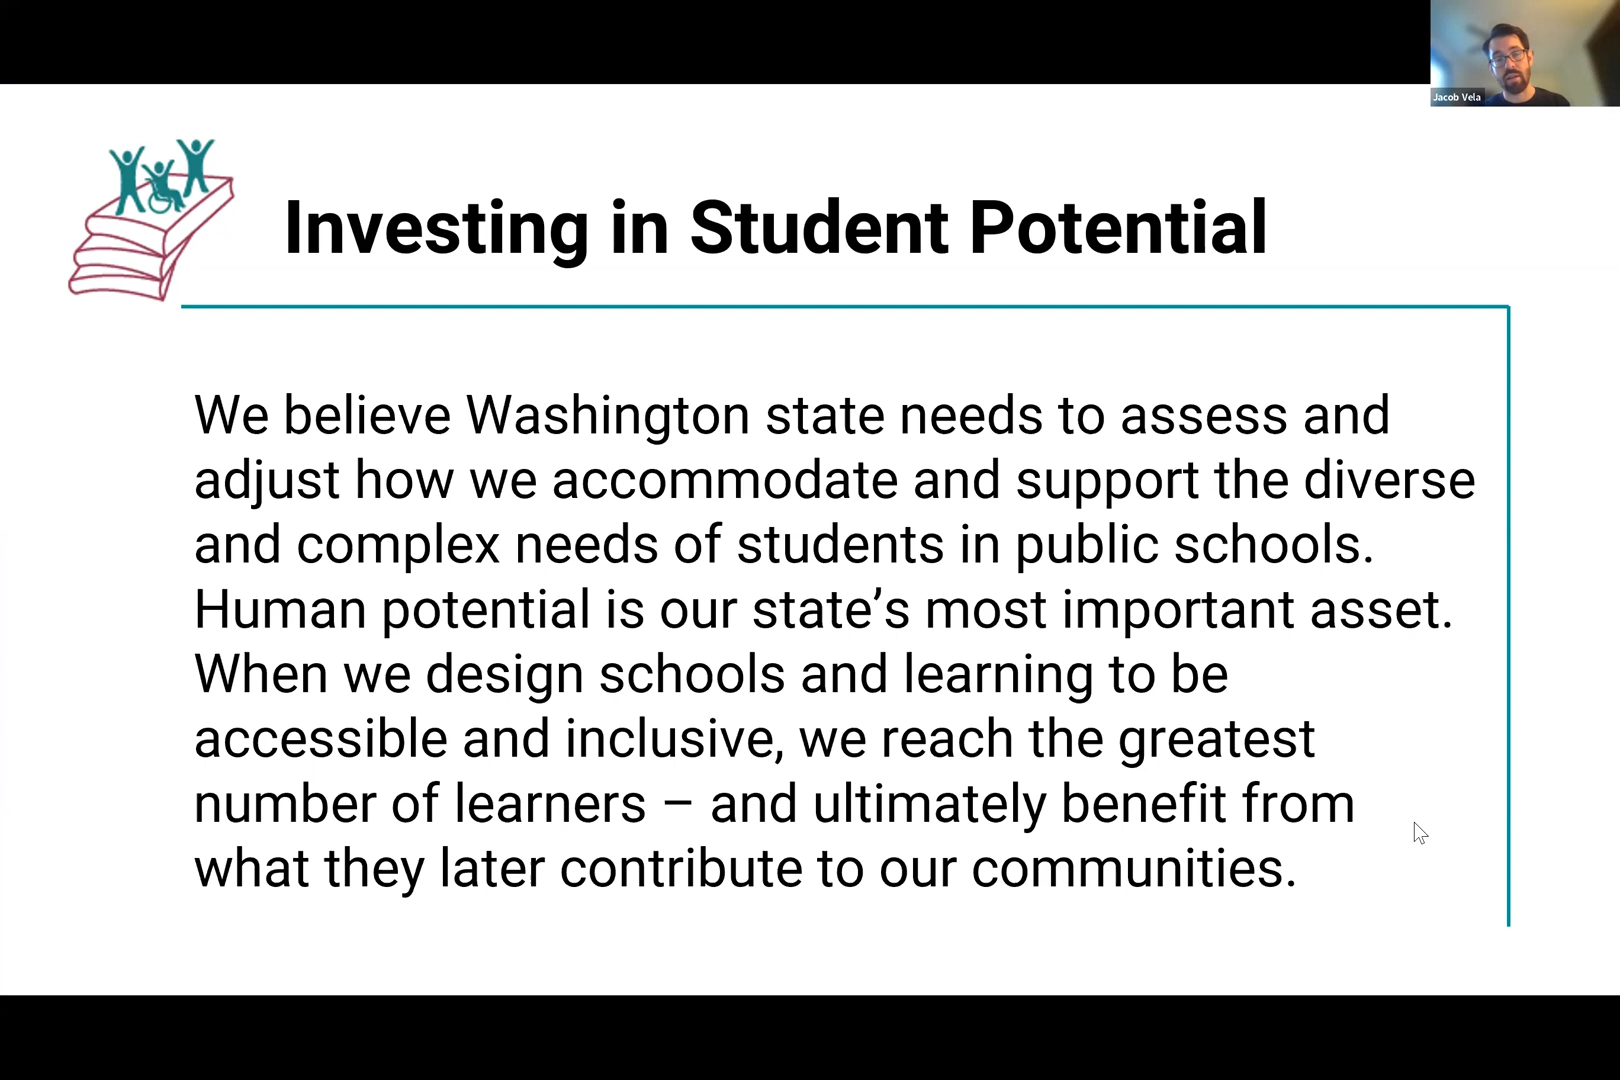 Jacob Vela
Investing in Student Potential
We believe Washington state needs to assess and
adjust how we accommodate and support the diverse
and complex needs of students in public schools.
Human potential is our state’s most important asset.
When we design schools and learning to be
accessible and inclusive, we reach the greatest
number of learners – and ultimately benefit from
what they later contribute to our communities.